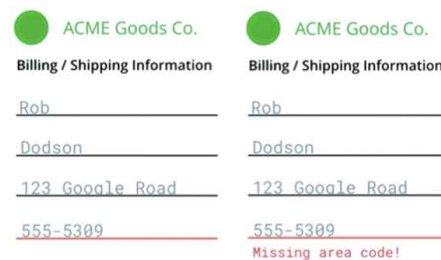 ACME Goods Co.
Billing / Shipping Information
Rob
Dodson
123 Google Road
555-5309
ACME Goods Co.
Billing / Shipping Information
Rob
Dodson
123 Google Road
555-5309
Missing area code!